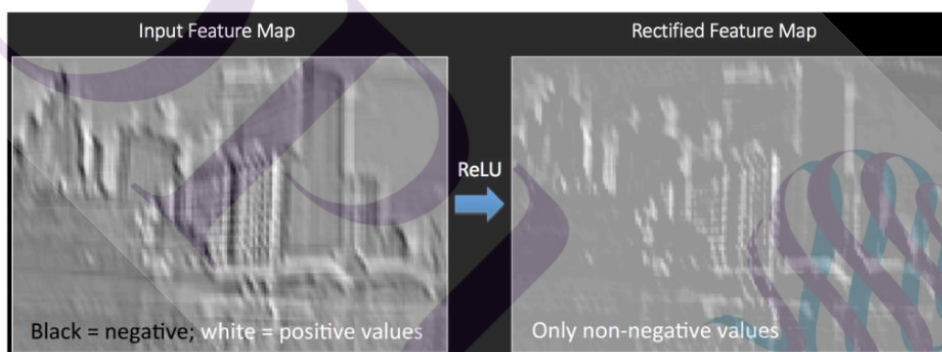 Input Feature Map
Rectified Feature Map
ReLU
Black = negative; white = positive values
Only non-negative values